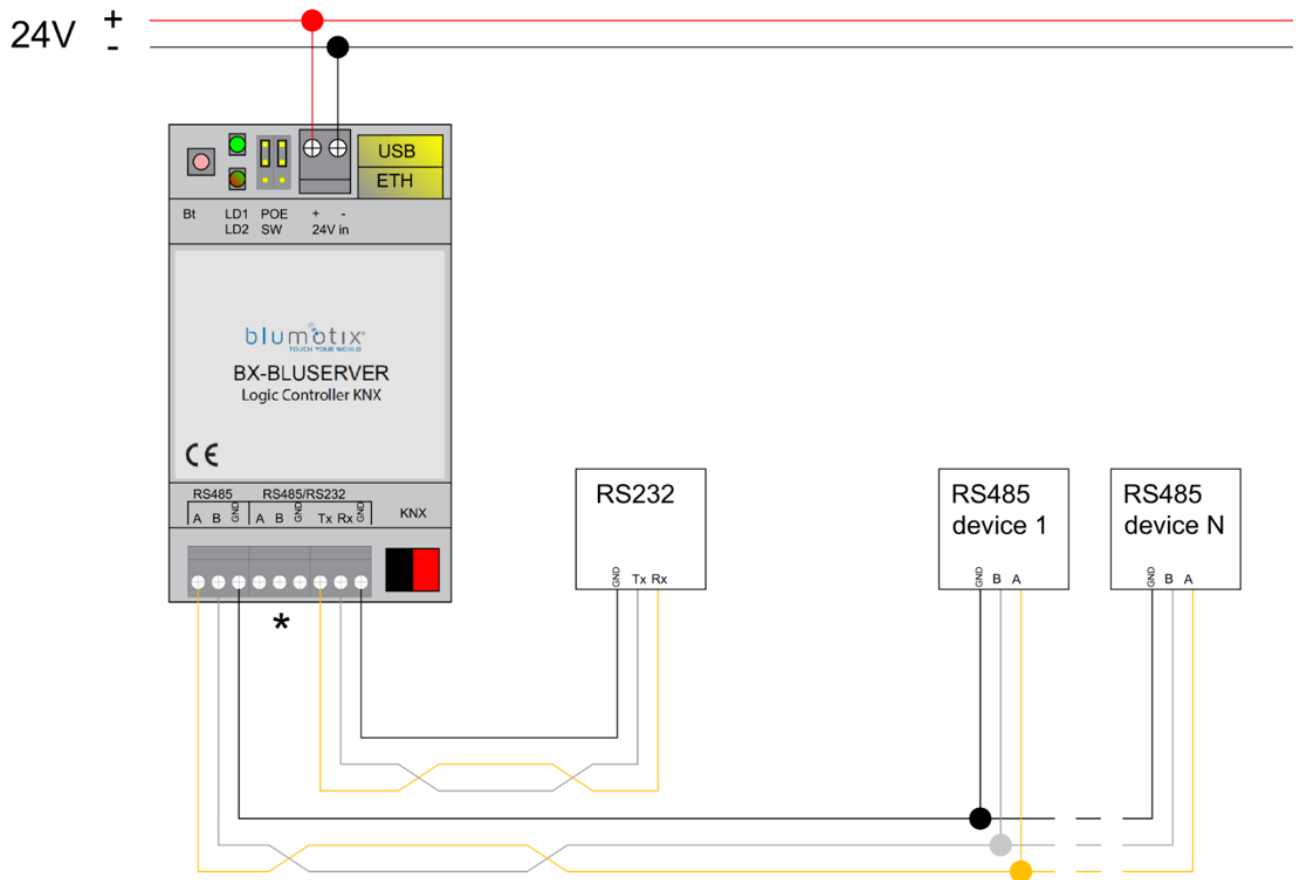 24V + -
USB
ETH
Bt LD1 POE + -
LD2 SW 24V in
blumotix
TOUCH YOUR WORLD
BX-BLUSERVER
Logic Controller KNX
CE
RS485 RS485/RS232
A B GND A B GND Tx Rx GND KNX
*
RS232
GND Tx Rx
RS485
device 1
GND B A
RS485
device N
GND B A